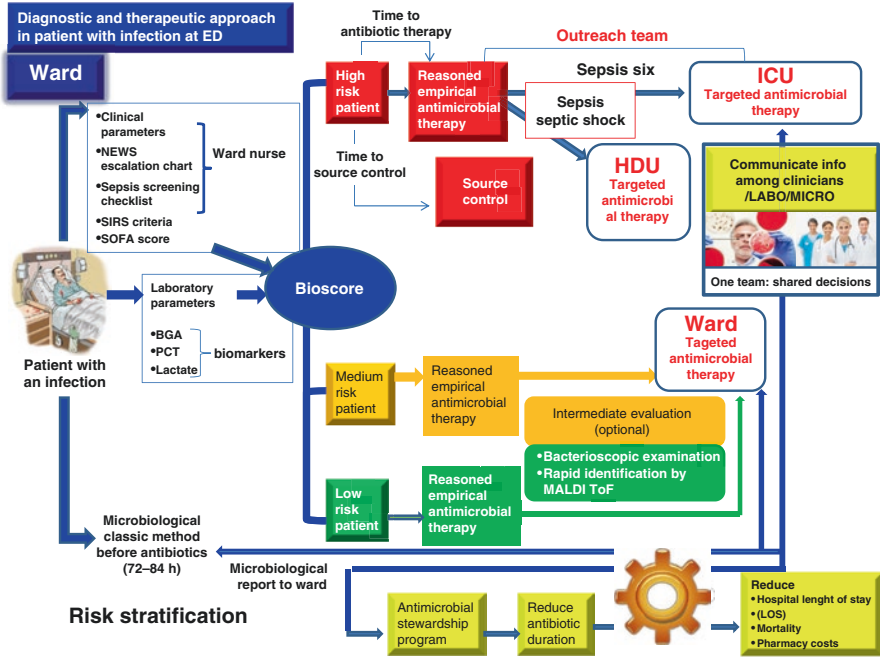 Diagnostic and therapeutic approach
in patient with infection at ED
Ward
•Clinical
parameters
•NEWS
escalation chart
•Sepsis screening
checklist
•SIRS criteria
•SOFA score
Ward nurse
Patient with
an infection
Laboratory
parameters
•BGA
•PCT
•Lactate
biomarkers
Bioscore
Time to
antibiotic therapy
High
risk
patient
Reasoned
empirical
antimicrobial
therapy
Time to
source control
Source
control
Outreach team
Sepsis six
Sepsis
septic shock
ICU
Targeted antimicrobial
therapy
HDU
Targeted
antimicrobi
al therapy
Communicate info
among clinicians
/LABO/MICRO
One team: shared decisions
Ward
Tageted
antimicrobial
therapy
Medium
risk
patient
Reasoned
empirical
antimicrobial
therapy
Intermediate evaluation
(optional)
•Bacterioscopic examination
•Rapid identification by
MALDI ToF
Low
risk
patient
Reasoned
empirical
antimicrobial
therapy
Microbiological
classic method
before antibiotics
(72–84 h)
Microbiological
report to ward
Risk stratification
Antimicrobial
stewardship
program
Reduce
antibiotic
duration
Reduce
•Hospital lenght of stay
•(LOS)
•Mortality
•Pharmacy costs